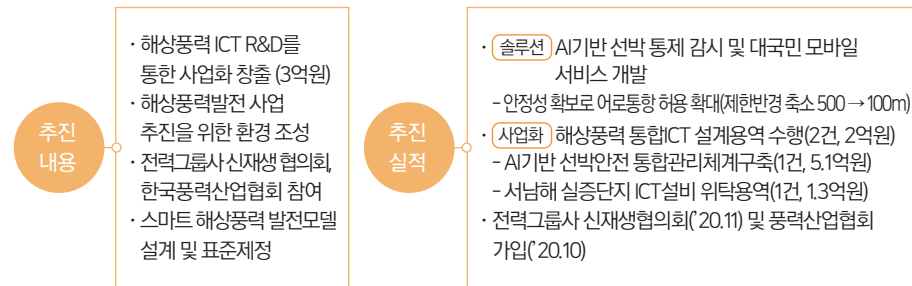 추진
내용
· 해상풍력 ICT R&D를
통한 사업화 창출 (3억원)
· 해상풍력발전 사업
추진을 위한 환경 조성
· 전력그룹사 신재생 협의회,
한국풍력산업협회 참여
· 스마트 해상풍력 발전모델
설계 및 표준제정
추진
실적
· 솔루션 AI기반 선박 통제 감시 및 대국민 모바일
서비스 개발
- 안정성 확보로 어로통항 허용 확대(제한반경 축소 500 → 100m)
· 사업화 해상풍력 통합ICT 설계용역 수행(2건, 2억원)
- AI기반 선박안전 통합관리체계구축(1건, 5.1억원)
- 서남해 실증단지 ICT설비 위탁용역(1건, 1.3억원)
· 전력그룹사 신재생협의회('20.11) 및 풍력산업협회
가입('20.10)